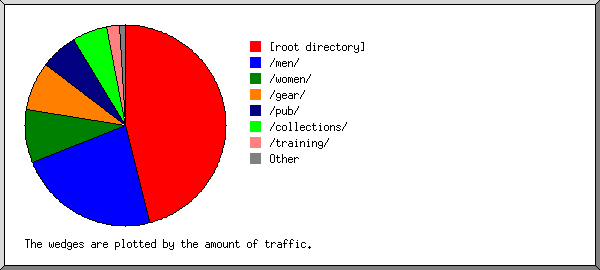 [root directory]
/men/
/women/
/gear/
/pub/
/collections/
/training/
Other
The wedges are plotted by the amount of traffic.